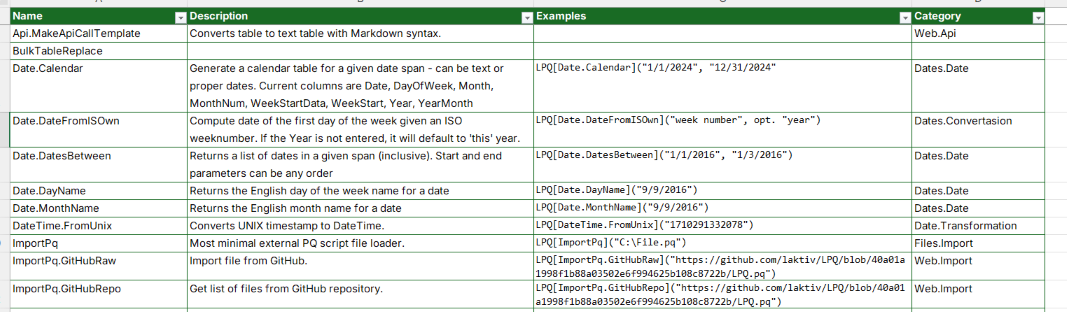 Name Description Examples Category
Api.MakeApiCallTemplate Converts table to text table with Markdown syntax. Web.Api
BulkTableReplace
Date.Calendar Generate a calendar table for a given date span - can be text or LPQ[Date.Calendar]("1/1/2024", "12/31/2024" Dates.Date
proper dates. Current columns are Date, DayOfWeek, Month,
MonthNum, WeekStartData, WeekStart, Year, YearMonth
Date.DateFromISOwn Compute date of the first day of the week given an ISO LPQ[Date.DateFromISOwn]("week number", opt. "year") Dates.Convertasion
weeknumber. If the Year is not entered, it will default to 'this' year.
Date.DatesBetween Returns a list of dates in a given span (inclusive). Start and end LPQ[Date.DatesBetween]("1/1/2016", "1/3/2016") Dates.Date
parameters can be any order
Date.DayName Returns the English day of the week name for a date LPQ[Date.DayName]("9/9/2016") Dates.Date
Date.MonthName Returns the English month name for a date LPQ[Date.MonthName]("9/9/2016") Dates.Date
DateTime.FromUnix Converts UNIX timestamp to DateTime. LPQ[DateTime.FromUnix]("1710291332078") Date.Transformation
ImportPq Most minimal external PQ script file loader. LPQ[ImportPq]("C:\File.pq") Files.Import
ImportPq.GitHubRaw Import file from GitHub. LPQ[ImportPq.GitHubRaw]("https://github.com/laktiv/LPQ/blob/40a01a Web.Import
1998f1b88a03502e6f994625b108c8722b/LPQ.pq")
ImportPq.GitHubRepo Get list of files from GitHub repository. LPQ[ImportPq.GitHubRepo]("https://github.com/laktiv/LPQ/blob/40a01 Web.Import
a1998f1b88a03502e6f994625b108c8722b/LPQ.pq")